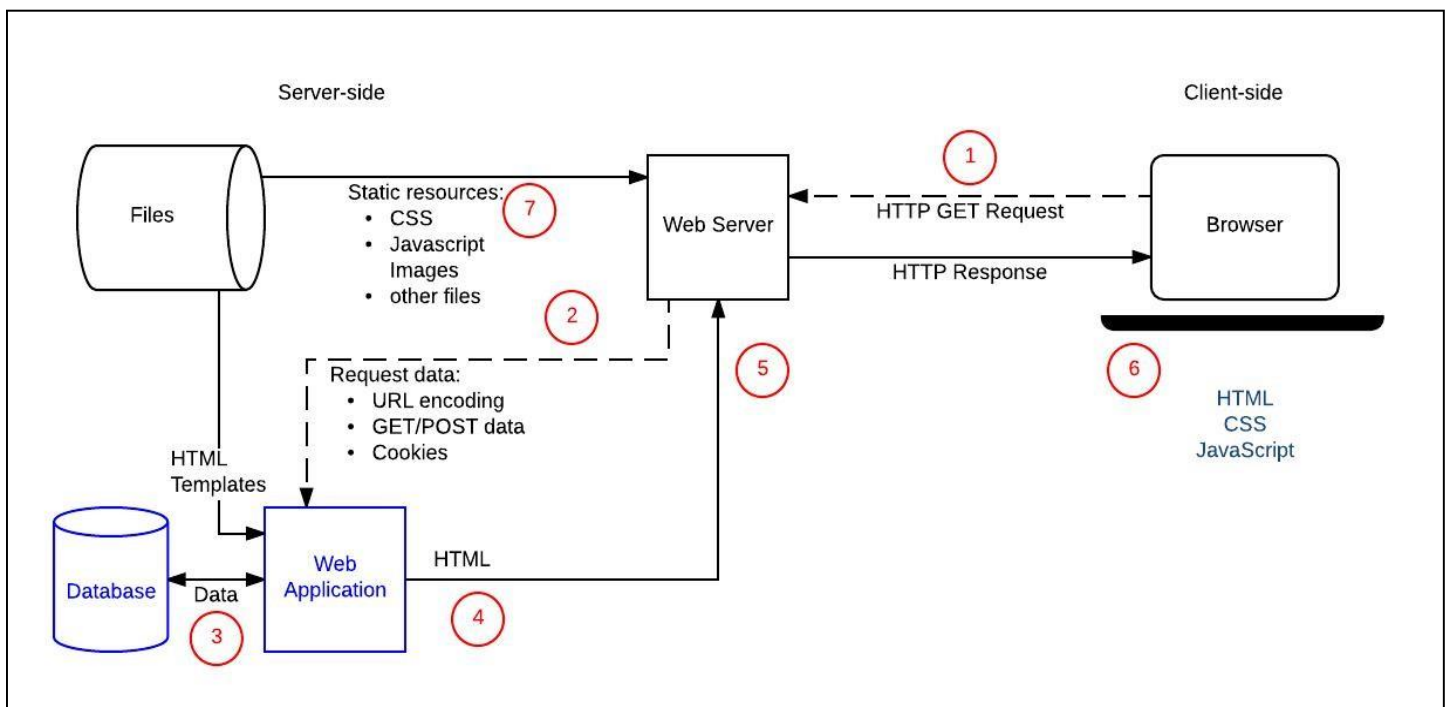 Server-side
Client-side
Files
Static resources:
• CSS
• Javascript
Images
• other files
7
Web Server
1
HTTP GET Request
HTTP Response
Browser
2
Request data:
• URL encoding
• GET/POST data
• Cookies
5
6
HTML
CSS
JavaScript
HTML
Templates
Database
Data
3
Web
Application
HTML
4